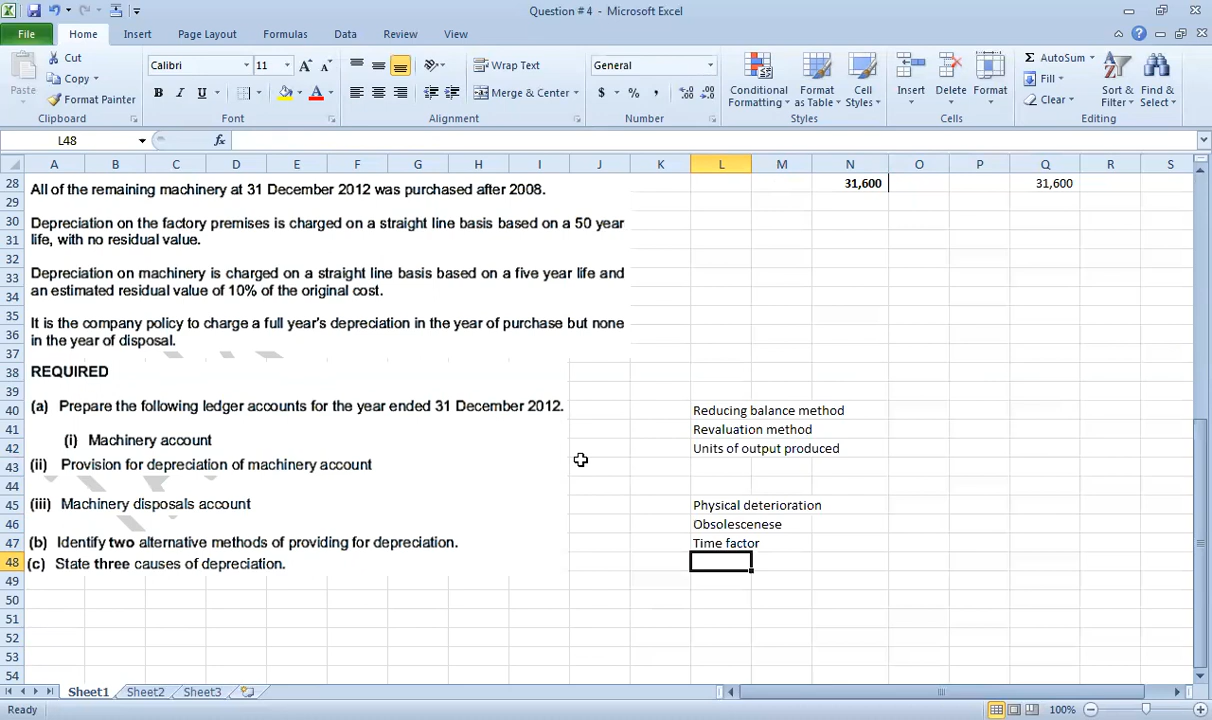 Question # 4 - Microsoft Excel
File Home Insert Page Layout Formulas Data Review View
Paste
Cut
Copy
Format Painter
Clipboard
Calibri 11
B I U
Font
Wrap Text
Merge & Center
Alignment
General
$ % ,
Number
Conditional Formatting
Format as Table
Cell Styles
Styles
Insert Delete Format
Cells
Σ AutoSum
Fill
Clear
Sort & Filter
Find & Select
Editing
L48 fx
A B C D E F G H I J K L M N O P Q R S
28 All of the remaining machinery at 31 December 2012 was purchased after 2008. 31,600 31,600
29
30 Depreciation on the factory premises is charged on a straight line basis based on a 50 year
31 life, with no residual value.
32
33 Depreciation on machinery is charged on a straight line basis based on a five year life and
34 an estimated residual value of 10% of the original cost.
35
36 It is the company policy to charge a full year's depreciation in the year of purchase but none
37 in the year of disposal.
38 REQUIRED
39
40 (a) Prepare the following ledger accounts for the year ended 31 December 2012. Reducing balance method
41 Revaluation method
42 (i) Machinery account Units of output produced
43 (ii) Provision for depreciation of machinery account
44
45 (iii) Machinery disposals account Physical deterioration
46 Obsolescenese
47 (b) Identify two alternative methods of providing for depreciation. Time factor
48 (c) State three causes of depreciation.
49
50
51
52
53
54
Sheet1 Sheet2 Sheet3
Ready 100%